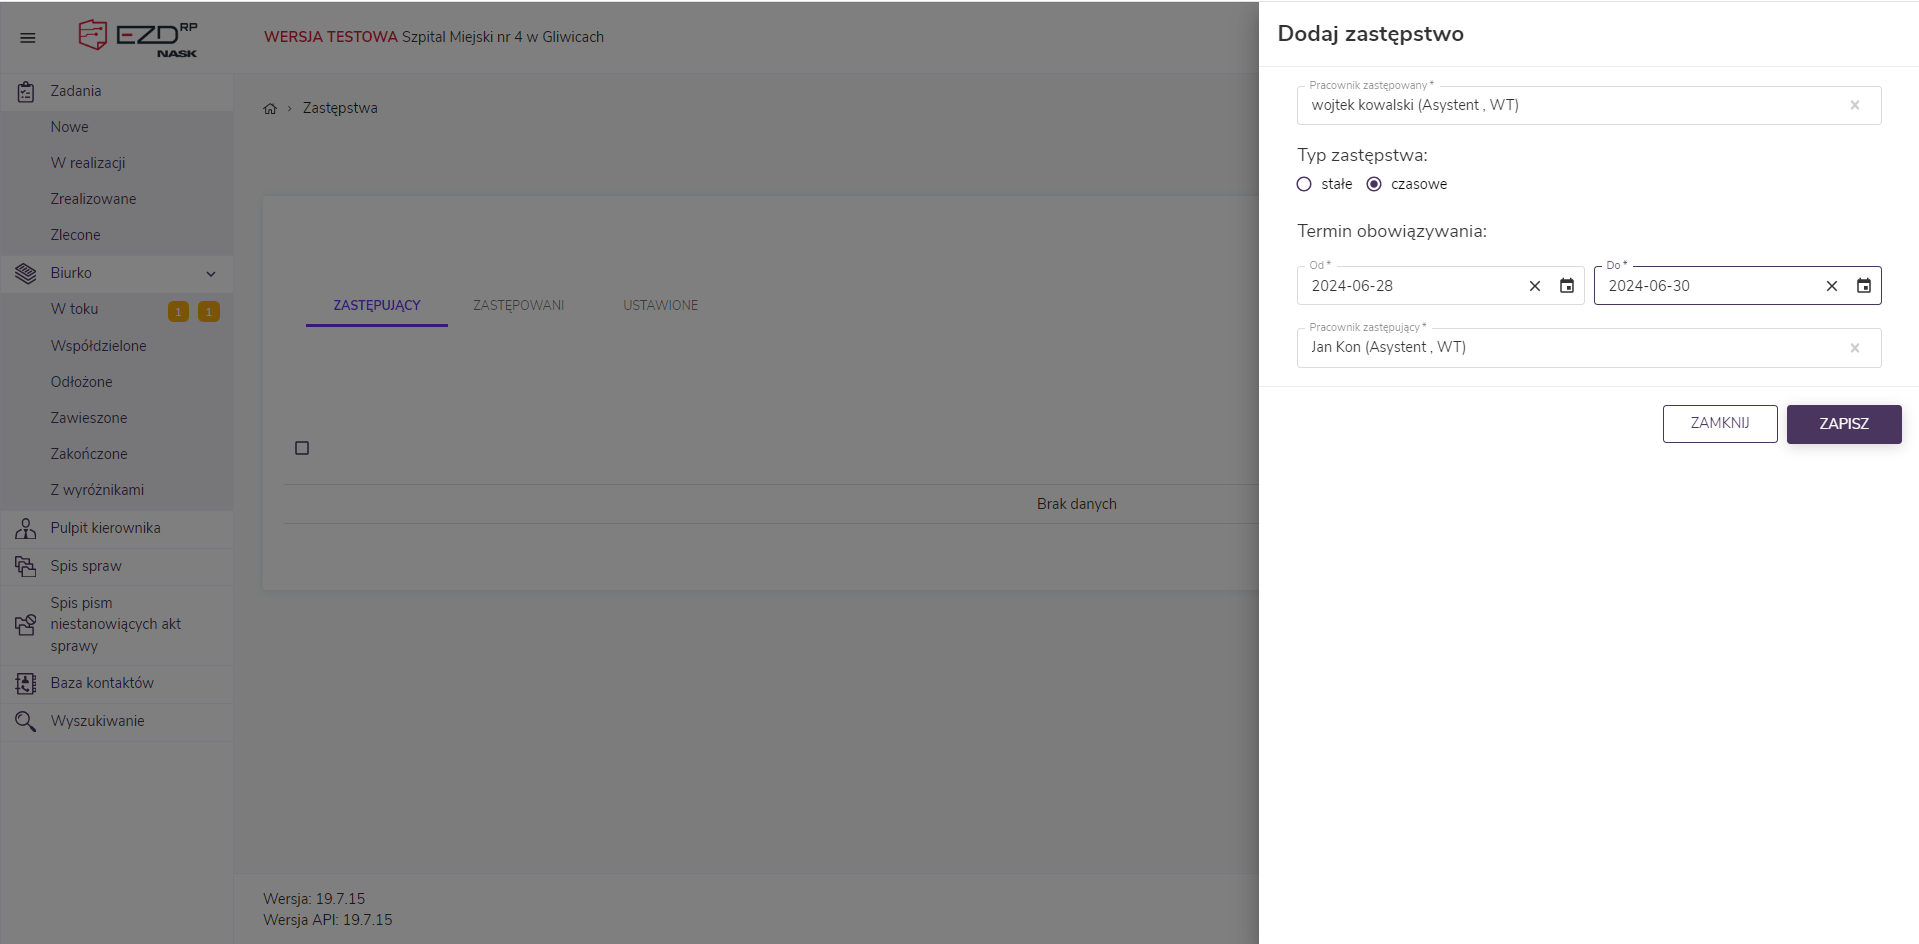 EZD RP
NASK
WERSJA TESTOWA Szpital Miejski nr 4 w Gliwicach
Zadania
Nowe
W realizacji
Zrealizowane
Zlecone
Biurko
W toku 1 1
Współdzielone
Odłożone
Zawieszone
Zakończone
Z wyróżnikami
Pulpit kierownika
Spis spraw
Spis pism
niestanowiących akt
sprawy
Baza kontaktów
Wyszukiwanie
Zastępstwa
ZASTĘPUJĄCY ZASTĘPOWANI USTAWIONE
Brak danych
Wersja: 19.7.15
Wersja API: 19.7.15
Dodaj zastępstwo
Pracownik zastępowany *
wojtek kowalski (Asystent , WT)
Typ zastępstwa:
stałe czasowe
Termin obowiązywania:
Od * Do *
2024-06-28 2024-06-30
Pracownik zastępujący *
Jan Kon (Asystent , WT)
ZAMKNIJ ZAPISZ